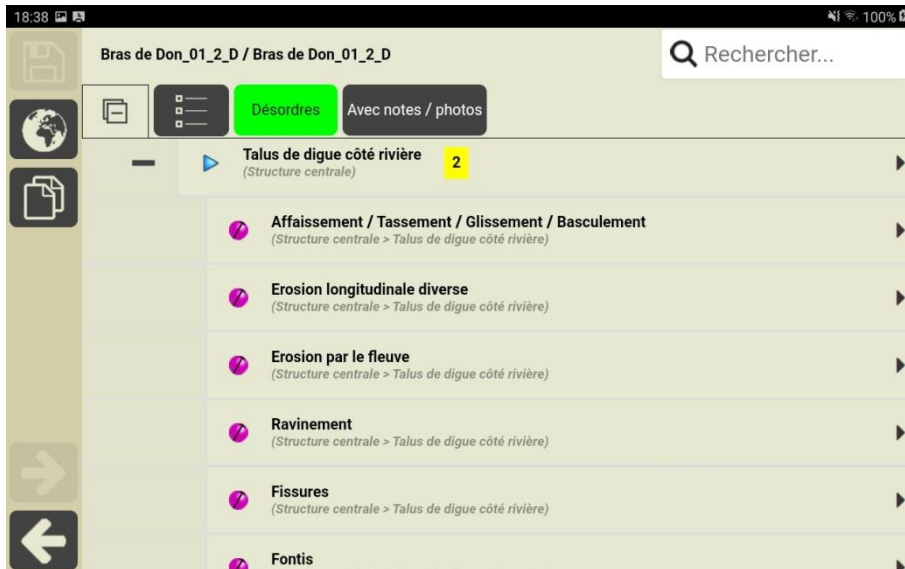 18:38 100%
Bras de Don_01_2_D / Bras de Don_01_2_D
Rechercher...
Désordres
Avec notes / photos
Talus de digue côté rivière 2
(Structure centrale)
Affaissement / Tassement / Glissement / Basculement
(Structure centrale > Talus de digue côté rivière)
Erosion longitudinale diverse
(Structure centrale > Talus de digue côté rivière)
Erosion par le fleuve
(Structure centrale > Talus de digue côté rivière)
Ravinement
(Structure centrale > Talus de digue côté rivière)
Fissures
(Structure centrale > Talus de digue côté rivière)
Fontis